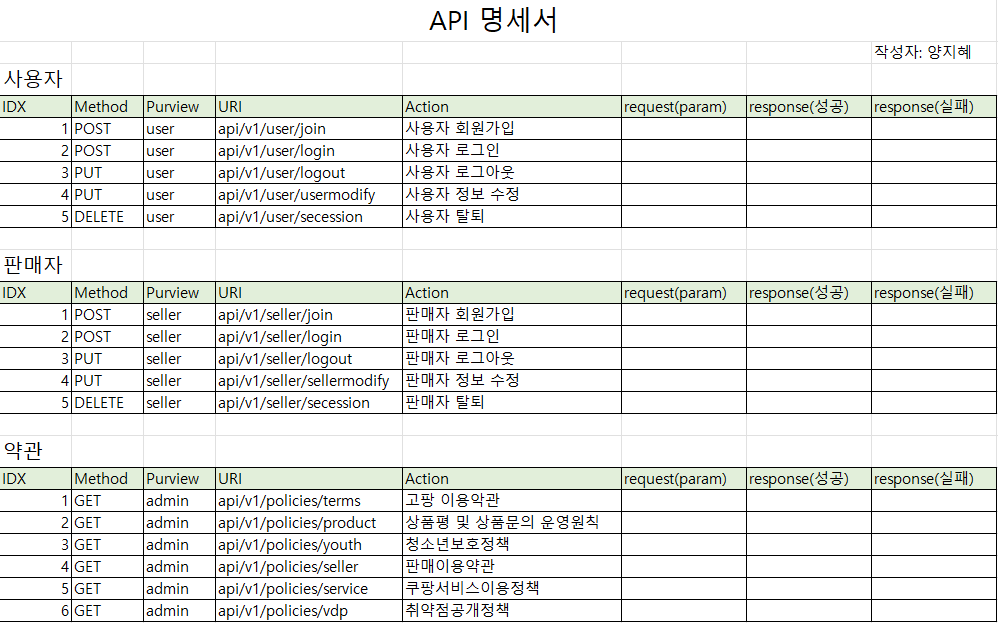 API 명세서
작성자: 양지혜
사용자
IDX Method Purview URI Action request(param) response(성공) response(실패)
1 POST user api/v1/user/join 사용자 회원가입
2 POST user api/v1/user/login 사용자 로그인
3 PUT user api/v1/user/logout 사용자 로그아웃
4 PUT user api/v1/user/usermodify 사용자 정보 수정
5 DELETE user api/v1/user/secession 사용자 탈퇴
판매자
IDX Method Purview URI Action request(param) response(성공) response(실패)
1 POST seller api/v1/seller/join 판매자 회원가입
2 POST seller api/v1/seller/login 판매자 로그인
3 PUT seller api/v1/seller/logout 판매자 로그아웃
4 PUT seller api/v1/seller/sellermodify 판매자 정보 수정
5 DELETE seller api/v1/seller/secession 판매자 탈퇴
약관
IDX Method Purview URI Action request(param) response(성공) response(실패)
1 GET admin api/v1/policies/terms 고팡 이용약관
2 GET admin api/v1/policies/product 상품평 및 상품문의 운영원칙
3 GET admin api/v1/policies/youth 청소년보호정책
4 GET admin api/v1/policies/seller 판매이용약관
5 GET admin api/v1/policies/service 쿠팡서비스이용정책
6 GET admin api/v1/policies/vdp 취약점공개정책